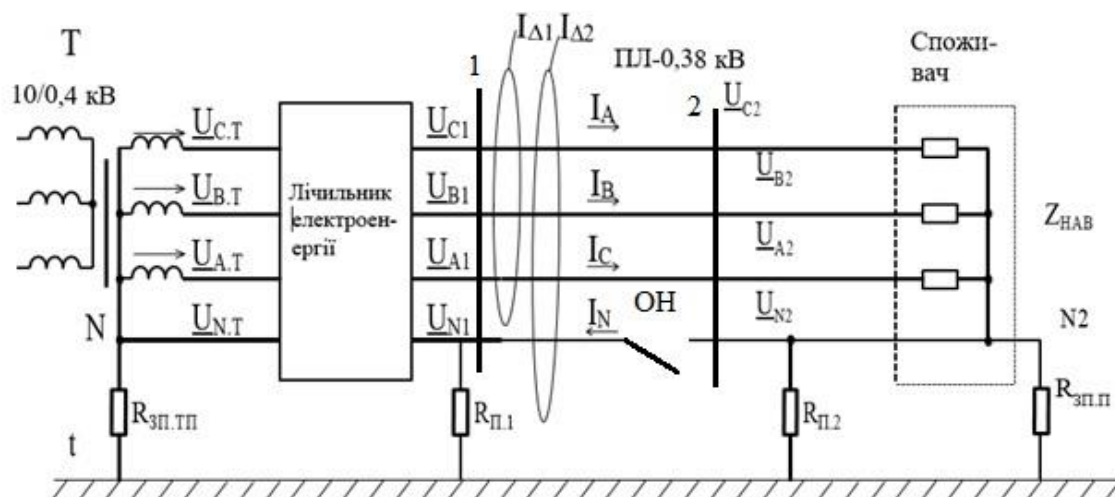 T
10/0,4 кВ
U_C.T
U_B.T
U_A.T
N
U_N.T
R_ЗП.ТП
t
Лічильник
електроен-
ергії
U_C1
U_B1
U_A1
U_N1
1
I_Δ1 I_Δ2
R_П.1
ПЛ-0,38 кВ
I_A
I_B
I_C
I_N
ОН
2
U_C2
U_B2
U_A2
U_N2
R_П.2
Споживач
Спожи-
вач
Z_НАВ
N2
R_ЗП.П